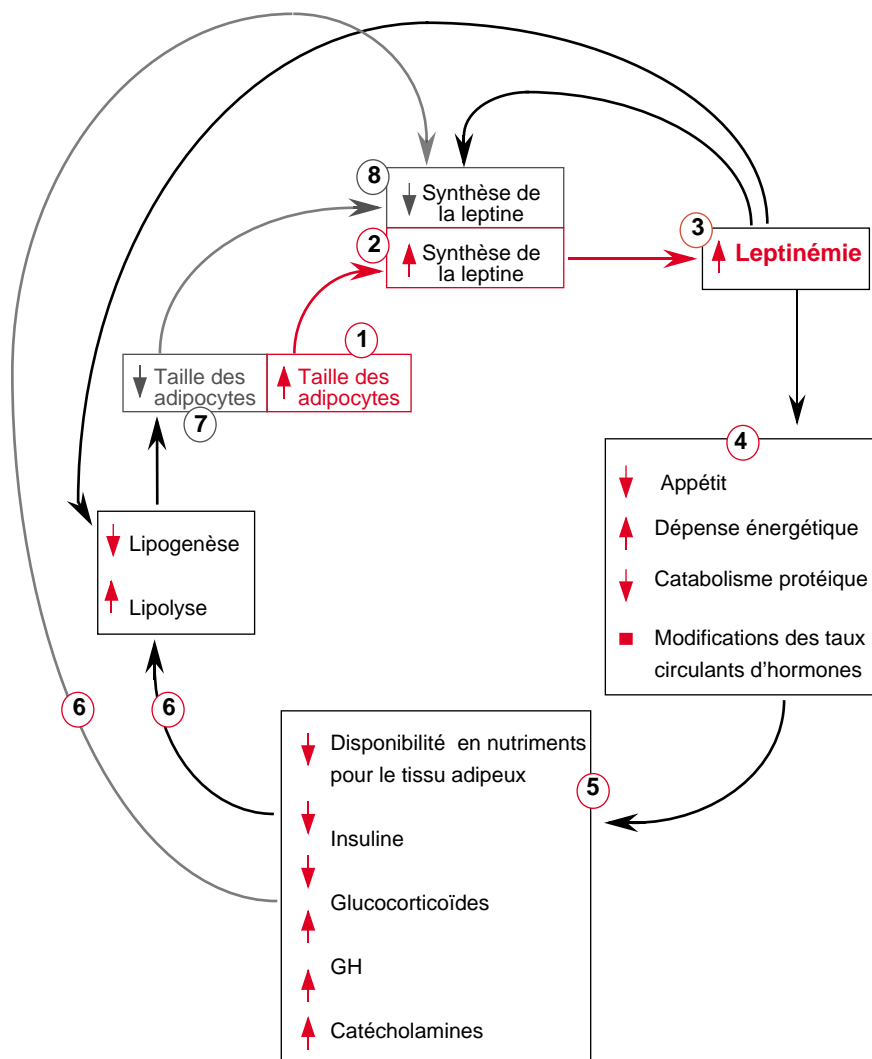 8
Synthèse de
la leptine
2
Synthèse de
la leptine
3
Leptinémie
1
Taille des
adipocytes
Taille des
adipocytes
7
4
Appétit
Dépense énergétique
Catabolisme protéique
Modifications des taux
circulants d'hormones
Lipogenèse
Lipolyse
6
6
5
Disponibilité en nutriments
pour le tissu adipeux
Insuline
Glucocorticoïdes
GH
Catécholamines